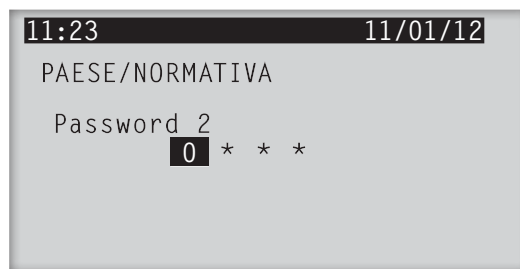 11:23 11/01/12
PAESE/NORMATIVA
Password 2
0 * * *